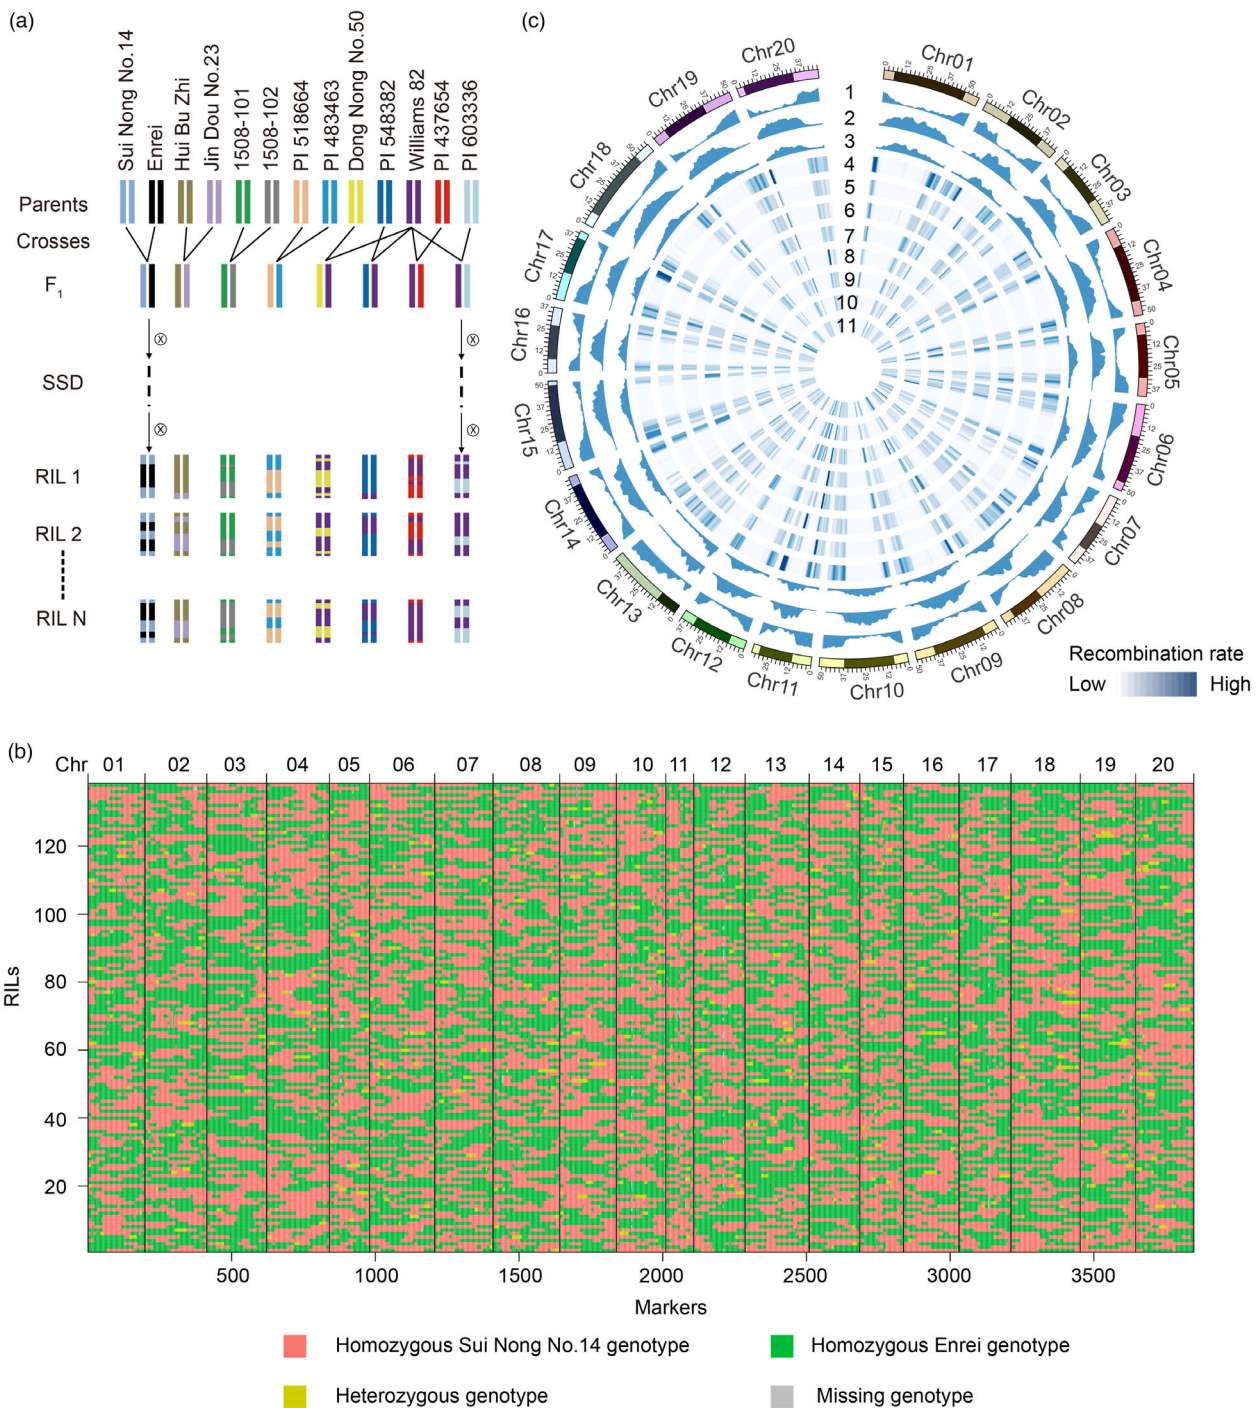 (a)
Sui Nong No.14
Enrei
Hui Bu Zhi
Jin Dou No.23
1508-101
1508-102
PI 518664
PI 483463
Dong Nong No.50
PI 548382
Williams 82
PI 437654
PI 603336
Parents
Crosses
F1
SSD
RIL 1
RIL 2
RIL N
(c)
Chr01
Chr02
Chr03
Chr04
Chr05
Chr06
Chr07
Chr08
Chr09
Chr10
Chr11
Chr12
Chr13
Chr14
Chr15
Chr16
Chr17
Chr18
Chr19
Chr20
1
2
3
4
5
6
7
8
9
10
11
Recombination rate
Low High
(b)
Chr 01 02 03 04 05 06 07 08 09 10 11 12 13 14 15 16 17 18 19 20
RILs
120
100
80
60
40
20
500 1000 1500 2000 2500 3000 3500
Markers
Homozygous Sui Nong No.14 genotype Homozygous Enrei genotype
Heterozygous genotype Missing genotype